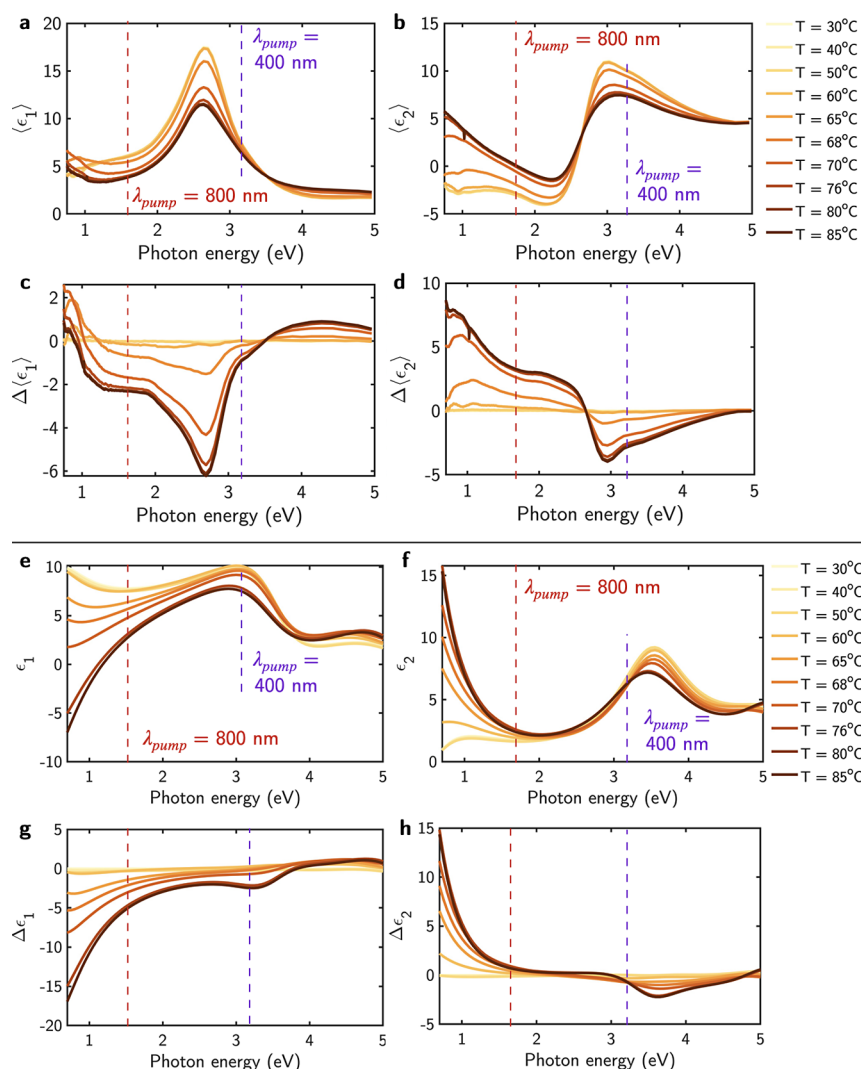 a
20
15
10
5
0
⟨ϵ1⟩
1 2 3 4 5
Photon energy (eV)
λpump = 800 nm
λpump =
400 nm
b
15
10
5
0
-5
⟨ϵ2⟩
1 2 3 4 5
Photon energy (eV)
λpump = 800 nm
λpump =
400 nm
T = 30°C
T = 40°C
T = 50°C
T = 60°C
T = 65°C
T = 68°C
T = 70°C
T = 76°C
T = 80°C
T = 85°C
c
2
0
-2
-4
-6
Δ⟨ϵ1⟩
1 2 3 4 5
Photon energy (eV)
d
10
5
0
-5
Δ⟨ϵ2⟩
1 2 3 4 5
Photon energy (eV)
e
10
5
0
-5
-10
ϵ1
1 2 3 4 5
Photon energy (eV)
λpump = 800 nm
λpump =
400 nm
f
15
10
5
0
ϵ2
1 2 3 4 5
Photon energy (eV)
λpump = 800 nm
λpump =
400 nm
T = 30°C
T = 40°C
T = 50°C
T = 60°C
T = 65°C
T = 68°C
T = 70°C
T = 76°C
T = 80°C
T = 85°C
g
5
0
-5
-10
-15
-20
Δϵ1
1 2 3 4 5
Photon energy (eV)
h
15
10
5
0
-5
Δϵ2
1 2 3 4 5
Photon energy (eV)